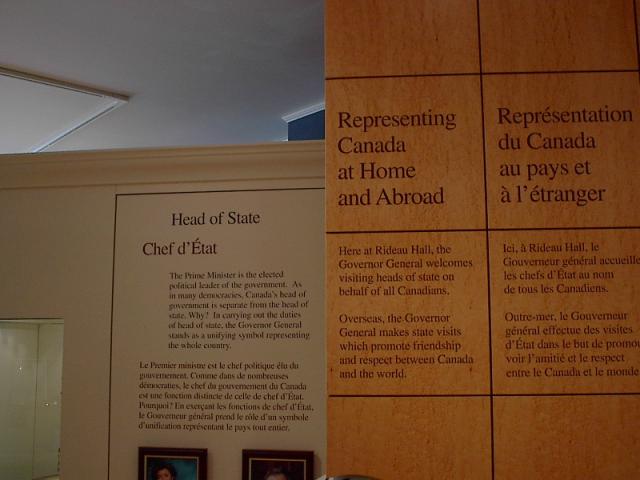 Head of State
Chef d'État
The Prime Minister is the elected
political leader of the government. As
in many democracies, Canada's head of
government is separate from the head of
state. Why? In carrying out the duties
of head of state, the Governor General
stands as a unifying symbol representing
the whole country.
Le Premier ministre est le chef politique élu du
gouvernement. Comme dans de nombreuses
démocraties, le chef du gouvernement du Canada
est une fonction distincte de celle de chef d'État.
Pourquoi? En exerçant les fonctions de chef d'État,
le Gouverneur général prend le rôle d'un symbole
d'unification représentant le pays tout entier.
Representing
Canada
at Home
and Abroad
Here at Rideau Hall, the
Governor General welcomes
visiting heads of state on
behalf of all Canadians.
Overseas, the Governor
General makes state visits
which promote friendship
and respect between Canada
and the world.
Représentation
du Canada
au pays et
à l'étranger
Ici, à Rideau Hall, le
Gouverneur général accueille
les chefs d'État au nom
de tous les Canadiens.
Outre-mer, le Gouverneur
général effectue des visites
d'État dans le but de promou
voir l'amitié et le respect
entre le Canada et le monde